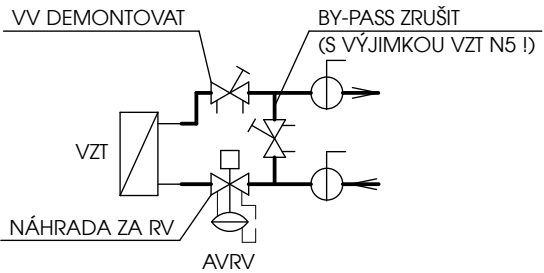 VV DEMONTOVAT
BY-PASS ZRUŠIT
(S VÝJIMKOU VZT N5 !)
VZT
NÁHRADA ZA RV
AVRV